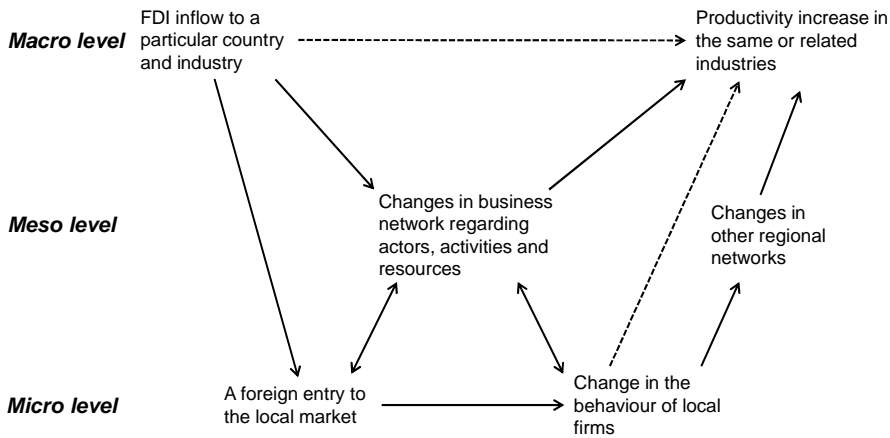 Macro level
FDI inflow to a
particular country
and industry
Productivity increase in
the same or related
industries
Meso level
Changes in business
network regarding
actors, activities and
resources
Changes in
other regional
networks
Micro level
A foreign entry to
the local market
Change in the
behaviour of local
firms